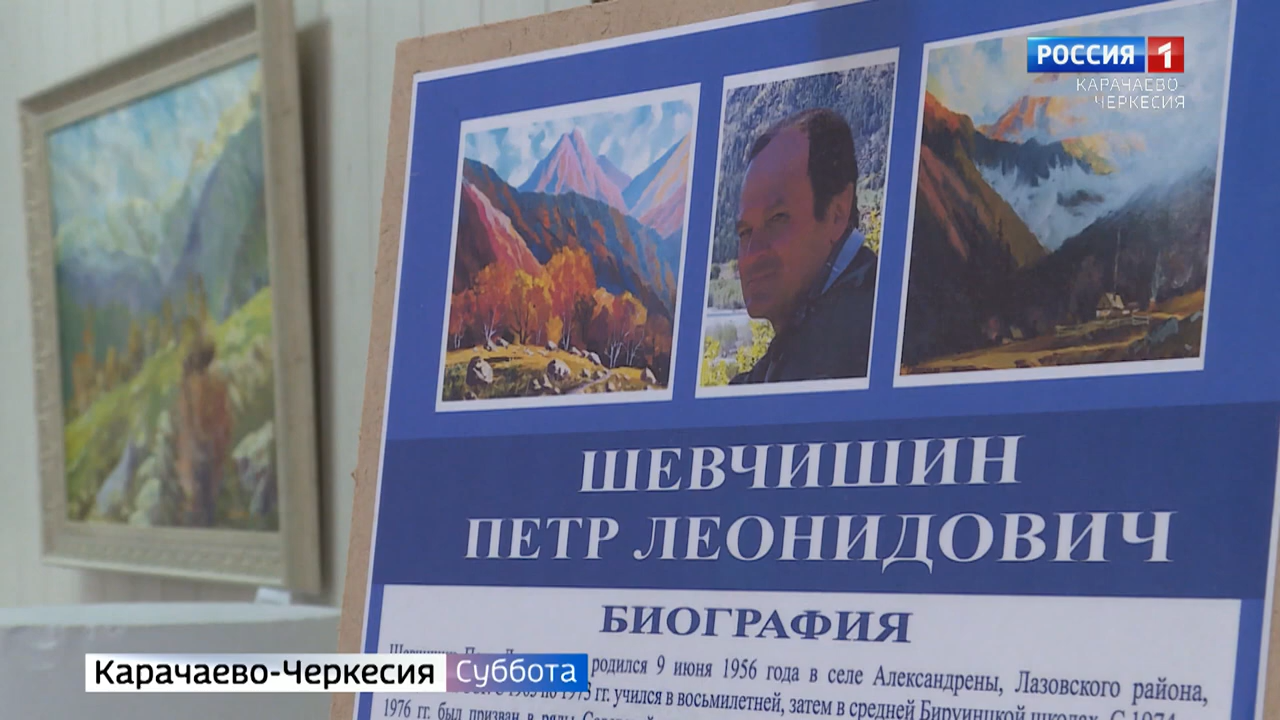 РОССИЯ 1
КАРАЧАЕВО
ЧЕРКЕСИЯ
ШЕВЧИШИН
ПЕТР ЛЕОНИДОВИЧ
БИОГРАФИЯ
родился 9 июня 1956 года в селе Александрены, Лазовского района,
гг. учился в восьмилетней, затем в средней Бируинцкой школах. С 1974
1976 гг. был призван в ряды
Карачаево-Черкесия Суббота